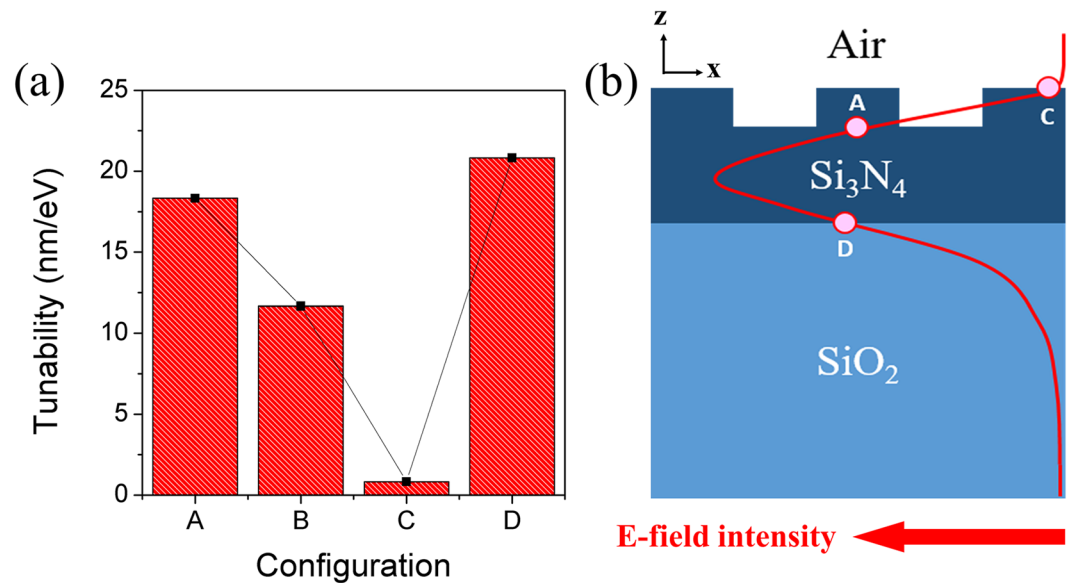 (a)
25
20
15
10
5
0
Tunability (nm/eV)
A
B
C
D
Configuration
(b)
z
x
Air
A
C
Si₃N₄
D
SiO₂
E-field intensity